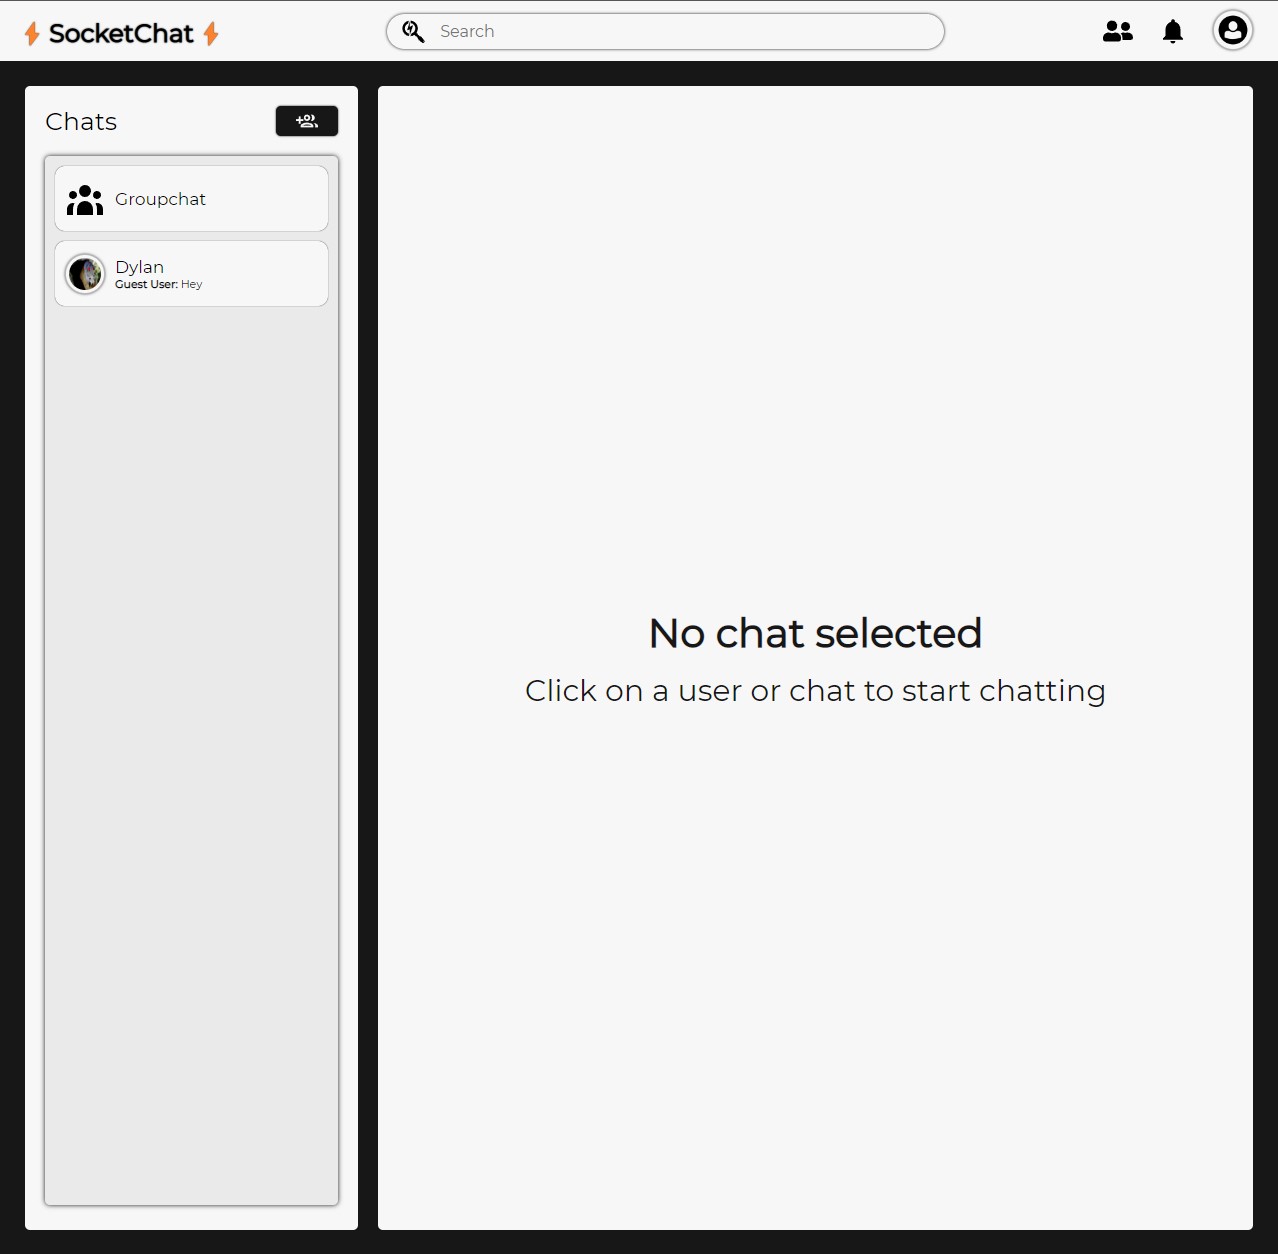 SocketChat
Search
Chats
Groupchat
Dylan
Guest User: Hey
No chat selected
Click on a user or chat to start chatting